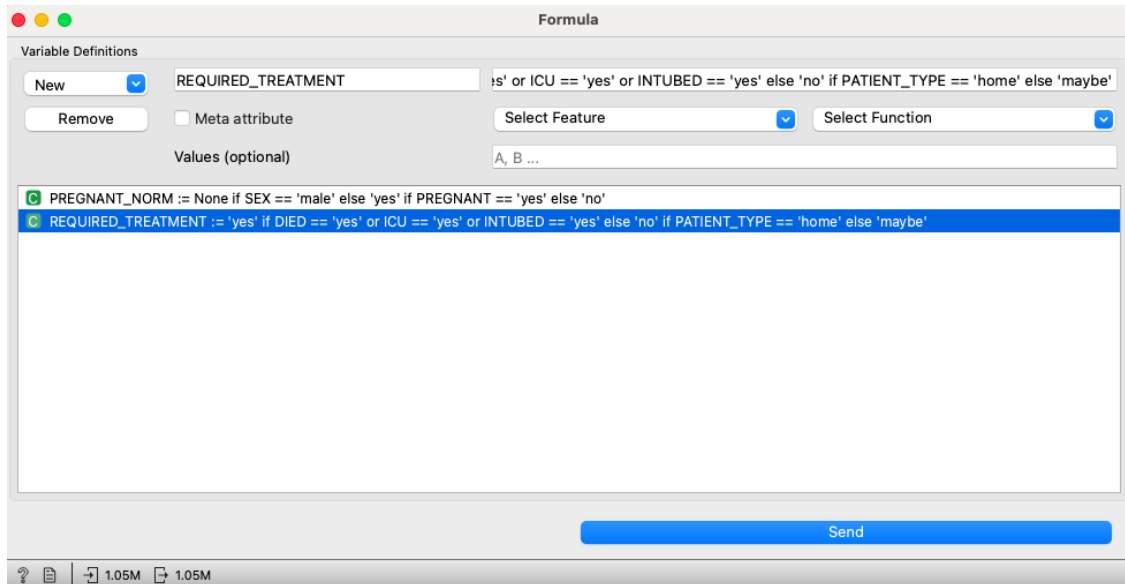 Formula
Variable Definitions
New
REQUIRED_TREATMENT
es' or ICU == 'yes' or INTUBED == 'yes' else 'no' if PATIENT_TYPE == 'home' else 'maybe'
Remove
Meta attribute
Select Feature
Select Function
Values (optional)
A, B ...
C PREGNANT_NORM := None if SEX == 'male' else 'yes' if PREGNANT == 'yes' else 'no'
C REQUIRED_TREATMENT := 'yes' if DIED == 'yes' or ICU == 'yes' or INTUBED == 'yes' else 'no' if PATIENT_TYPE == 'home' else 'maybe'
Send
? 1.05M 1.05M